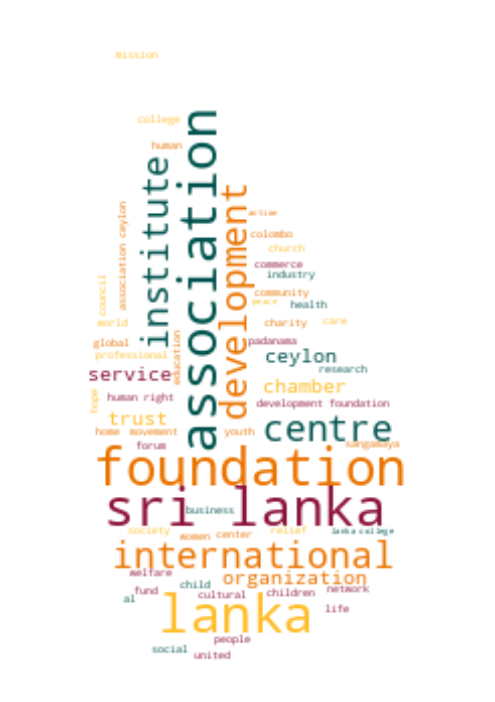 mission
college
human
association
institute
development
action
association ceylon
colombo
church
commerce
industry
council
community
peace
health
world
charity
care
global
education
padanama
professional
ceylon
service
research
chamber
hope
human right
development foundation
trust
centre
home
movement
youth
forum
sangamaya
foundation
sri lanka
business
society
women
center
relief
lanka college
international
welfare
organization
child
fund
cultural
children
network
al
lanka
life
people
social
united